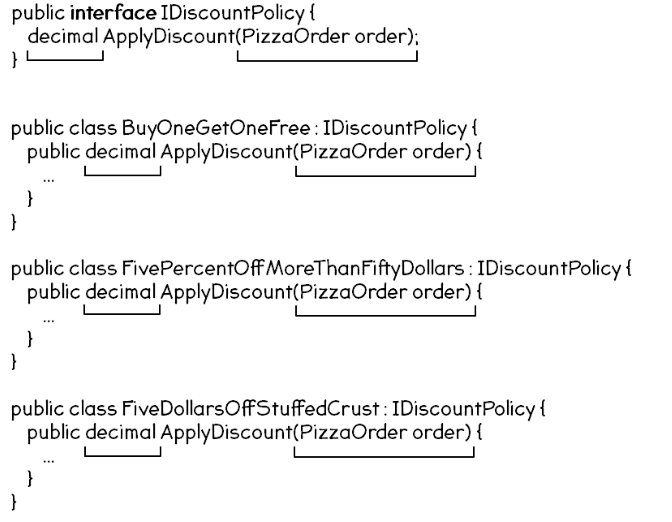 public interface IDiscountPolicy {
decimal ApplyDiscount(PizzaOrder order);
}
public class BuyOneGetOneFree : IDiscountPolicy {
public decimal ApplyDiscount(PizzaOrder order) {
...
}
}
public class FivePercentOffMoreThanFiftyDollars : IDiscountPolicy {
public decimal ApplyDiscount(PizzaOrder order) {
...
}
}
public class FiveDollarsOffStuffedCrust : IDiscountPolicy {
public decimal ApplyDiscount(PizzaOrder order) {
...
}
}